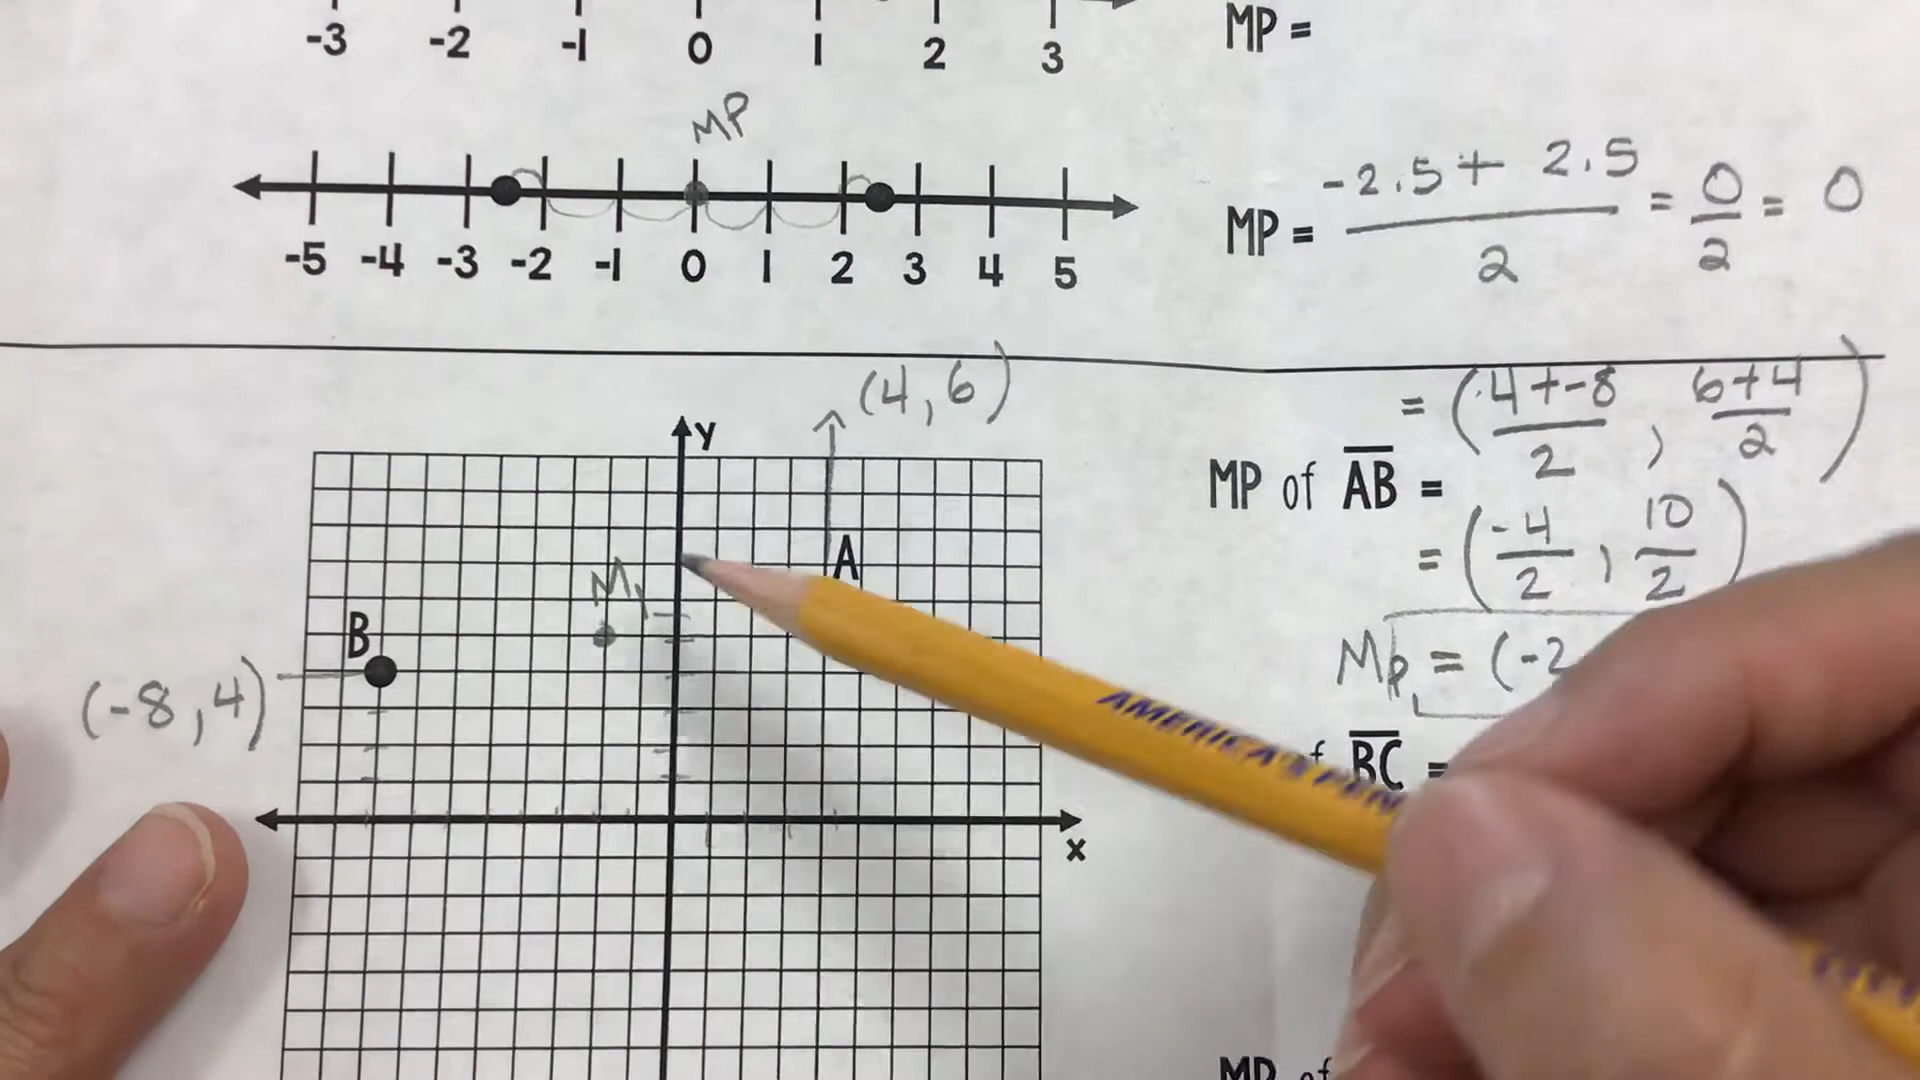 -3 -2 -1 0 1 2 3
MP =
MP
-5 -4 -3 -2 -1 0 1 2 3 4 5
MP = -2.5 + 2.5 / 2 = 0/2 = 0
(4, 6)
= (4+-8/2, 6+4/2)
y
MP of AB =
A
= (-4/2, 10/2)
M1
B
(-8, 4)
Mp1 = (-2
BC =
AMERICA'S PEN
x
MP of